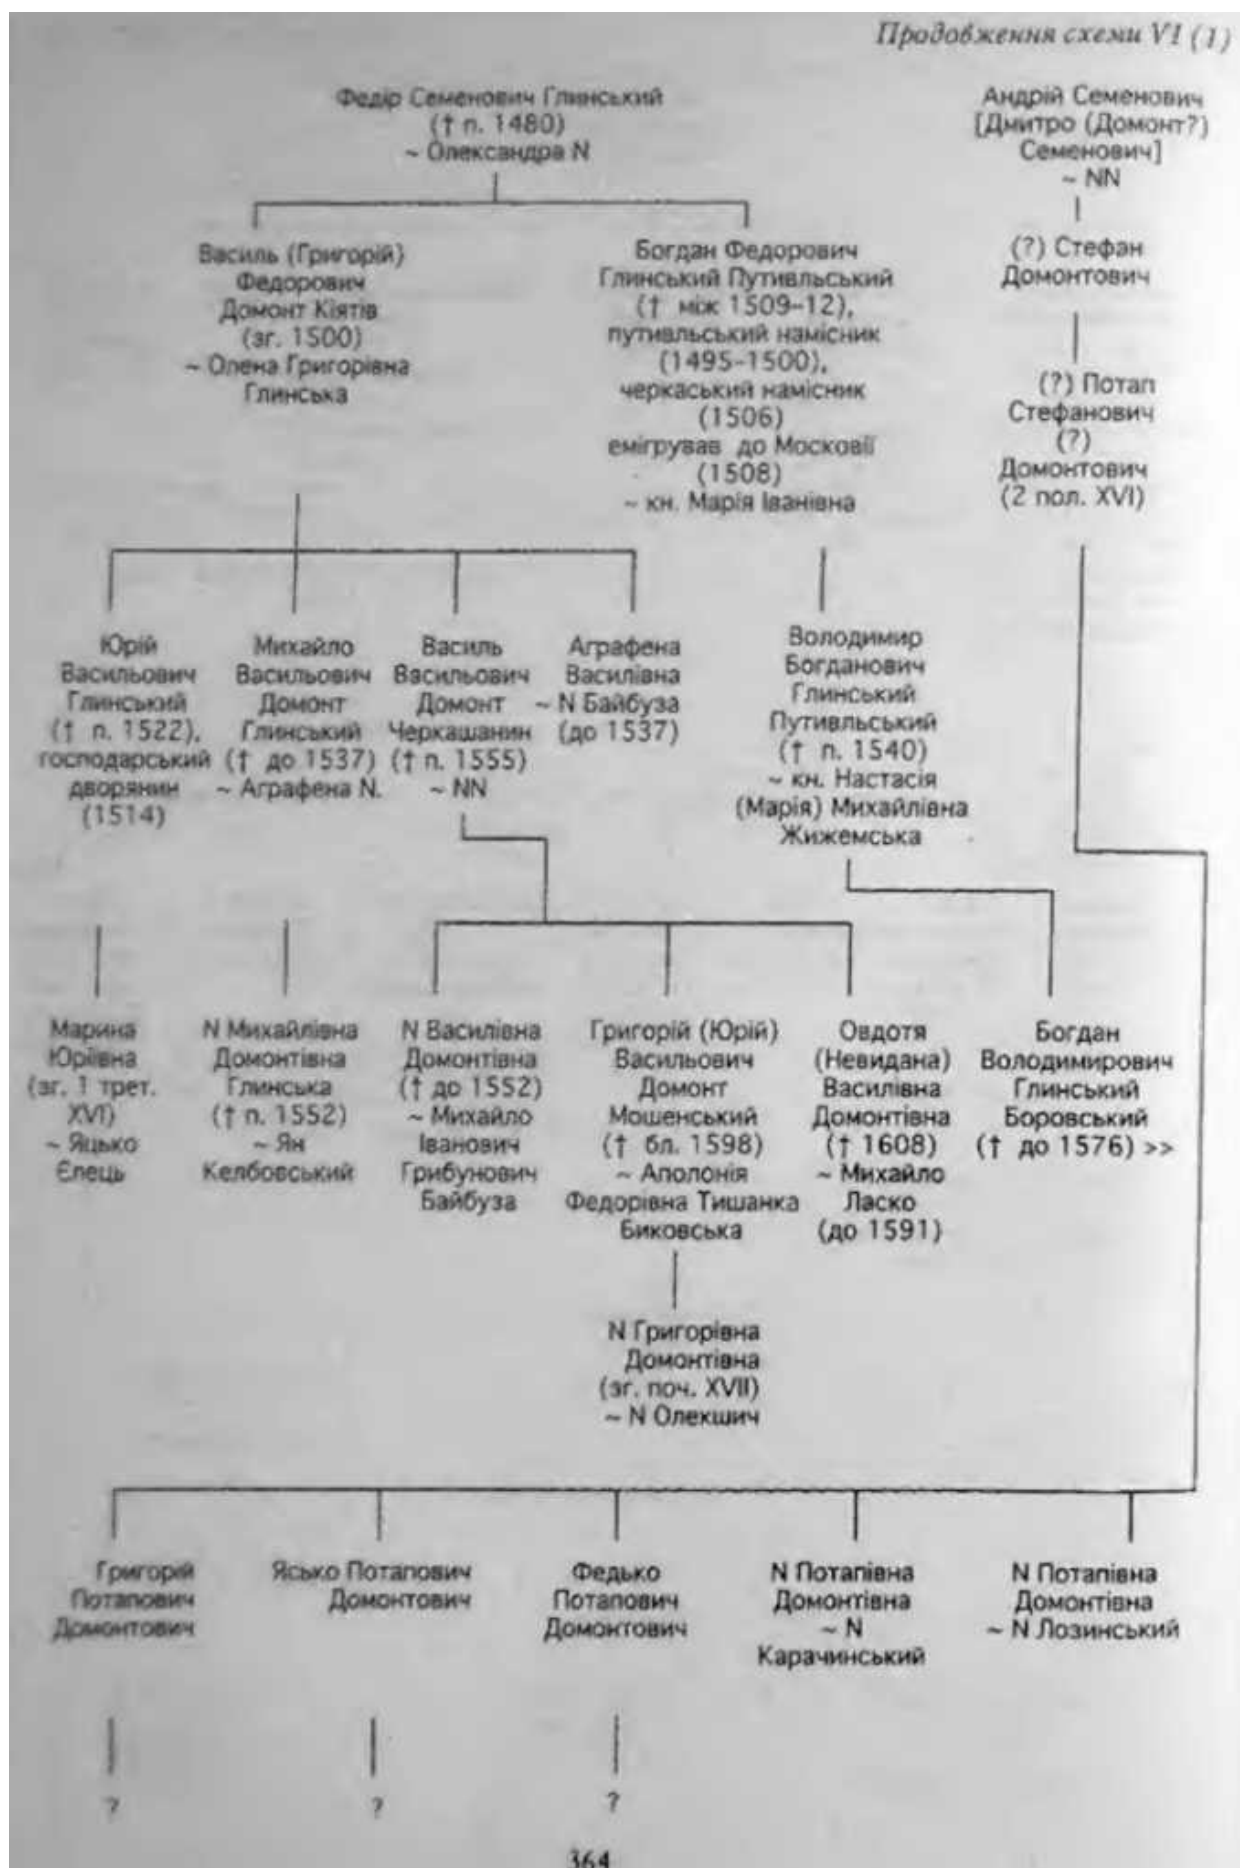 Продовження схеми VI (1)
Федір Семенович Глинський
(† п. 1480)
~ Олександра N
Андрій Семенович
[Дмитро (Домонт?)
Семенович]
~ NN
Василь (Григорій)
Федорович
Домонт Кіятів
(зг. 1500)
~ Олена Григорівна
Глинська
Богдан Федорович
Глинський Путивльський
(† між 1509–12),
путивльський намісник
(1495–1500),
черкаський намісник
(1506)
емігрував до Московії
(1508)
~ кн. Марія Іванівна
(?) Стефан
Домонтович
(?) Потап
Стефанович
(?)
Домонтович
(2 пол. XVI)
Юрій
Васильович
Глинський
(† п. 1522),
господарський
дворянин
(1514)
Михайло
Васильович
Домонт
Глинський
(† до 1537)
~ Аграфена N.
Василь
Васильович
Домонт
Черкашанин
(† п. 1555)
~ NN
Аграфена
Василівна
~ N Байбуза
(до 1537)
Володимир
Богданович
Глинський
Путивльський
(† п. 1540)
~ кн. Настасія
(Марія) Михайлівна
Жижемська
Марина
Юріївна
(зг. 1 трет.
XVI)
~ Яцько
Єлець
N Михайлівна
Домонтівна
Глинська
(† п. 1552)
~ Ян
Келбовський
N Василівна
Домонтівна
(† до 1552)
~ Михайло
Іванович
Грибунович
Байбуза
Григорій (Юрій)
Васильович
Домонт
Мошенський
(† бл. 1598)
~ Аполонія
Федорівна Тишанка
Биковська
Овдотя
(Невидана)
Василівна
Домонтівна
(† 1608)
~ Михайло
Ласко
(до 1591)
Богдан
Володимирович
Глинський
Боровський
(† до 1576) >>
N Григорівна
Домонтівна
(зг. поч. XVII)
~ N Олекшич
Григорій
Потапович
Домонтович
Ясько Потапович
Домонтович
Федько
Потапович
Домонтович
N Потапівна
Домонтівна
~ N
Карачинський
N Потапівна
Домонтівна
~ N Лозинський
?
?
?
364